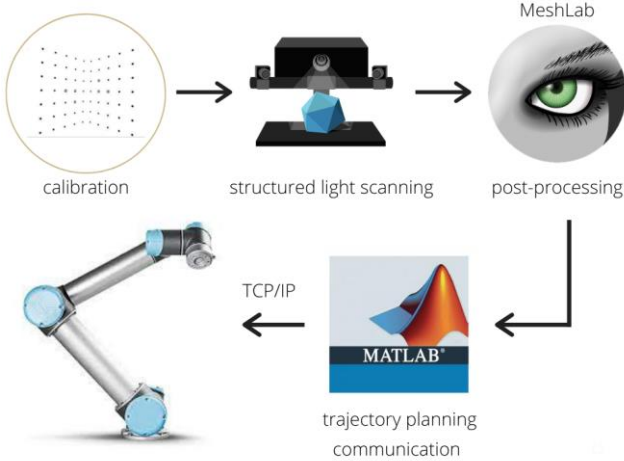 MeshLab
calibration
structured light scanning
post-processing
TCP/IP
MATLAB®
trajectory planning
communication